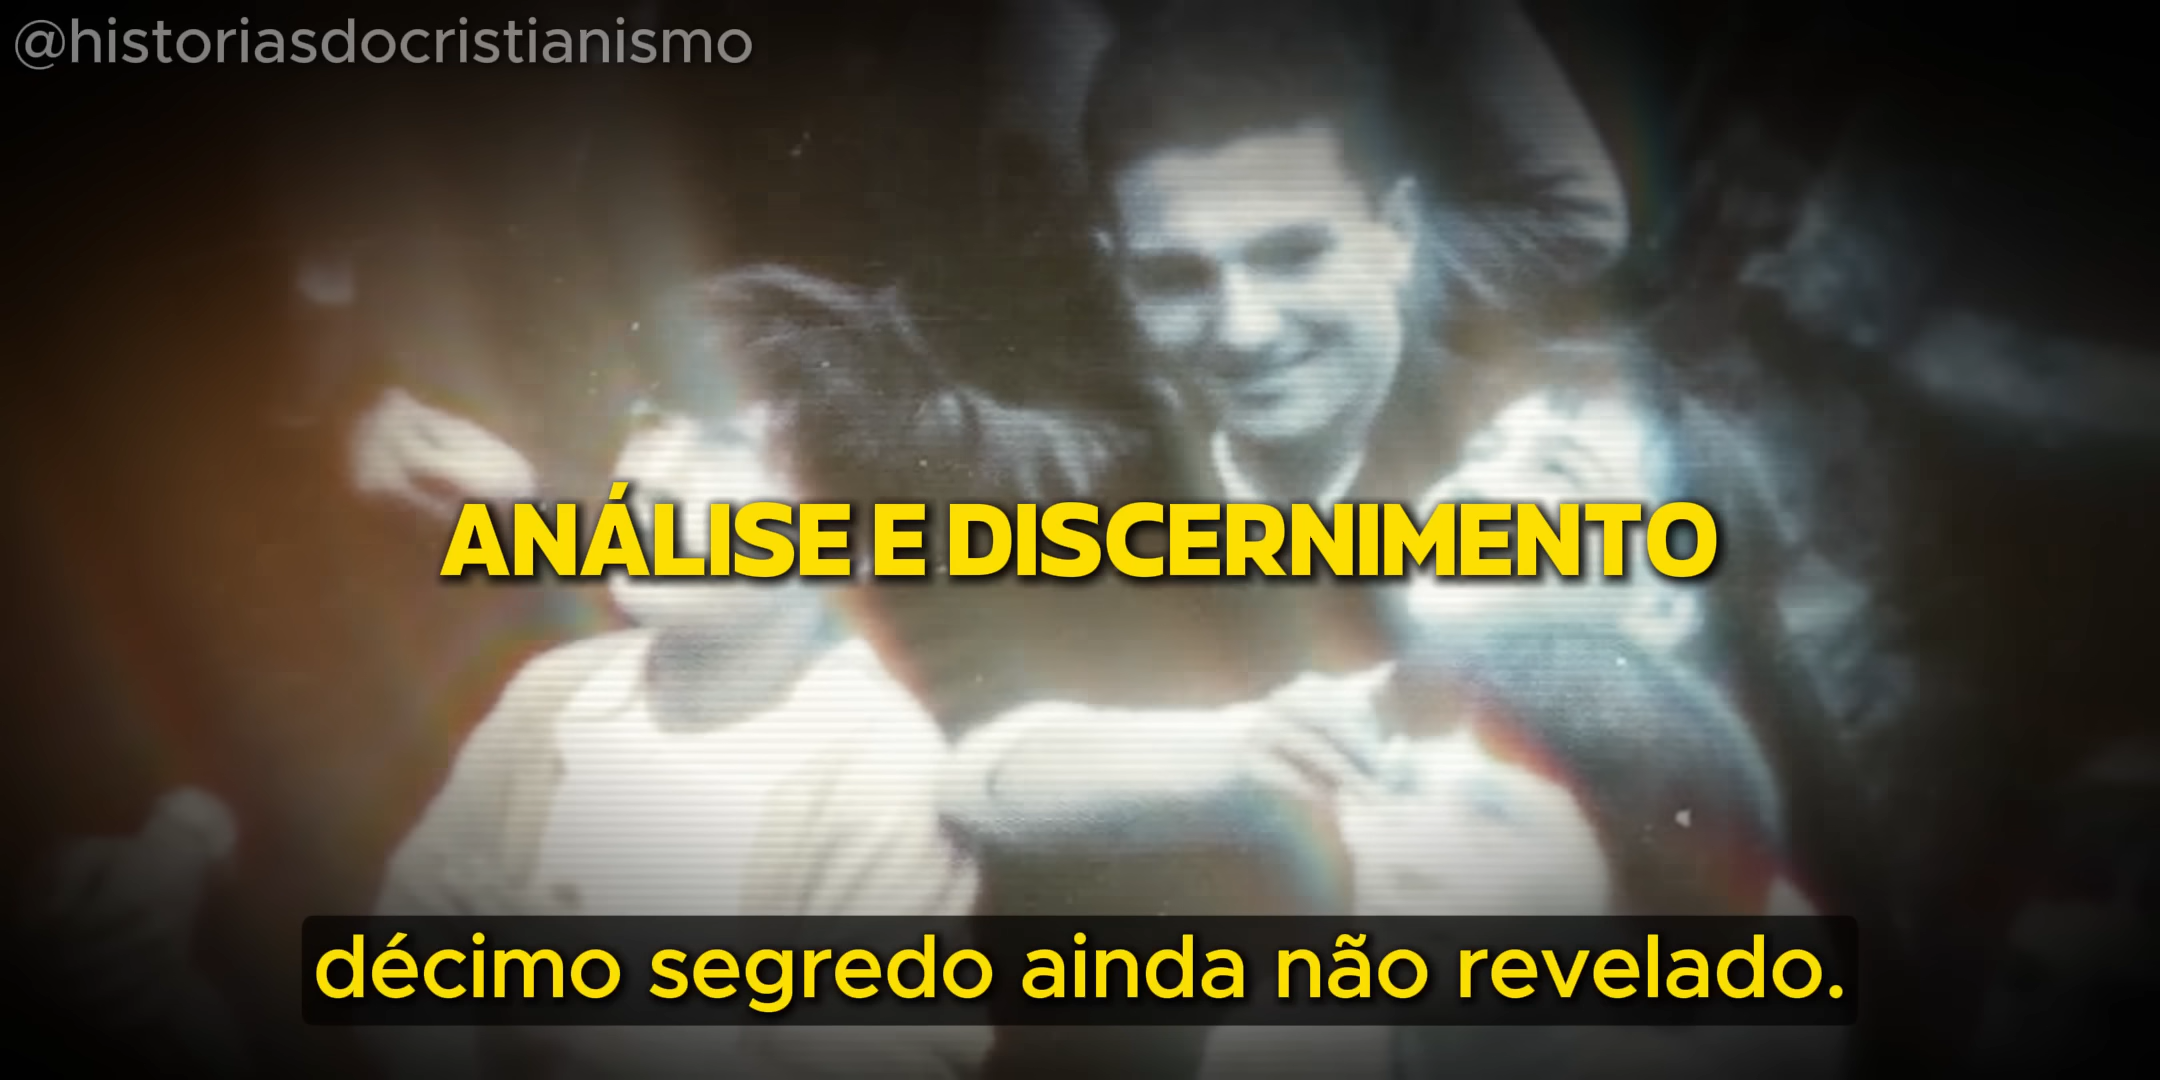 @historiasdocristianismo
ANÁLISE E DISCERNIMENTO
décimo segredo ainda não revelado.